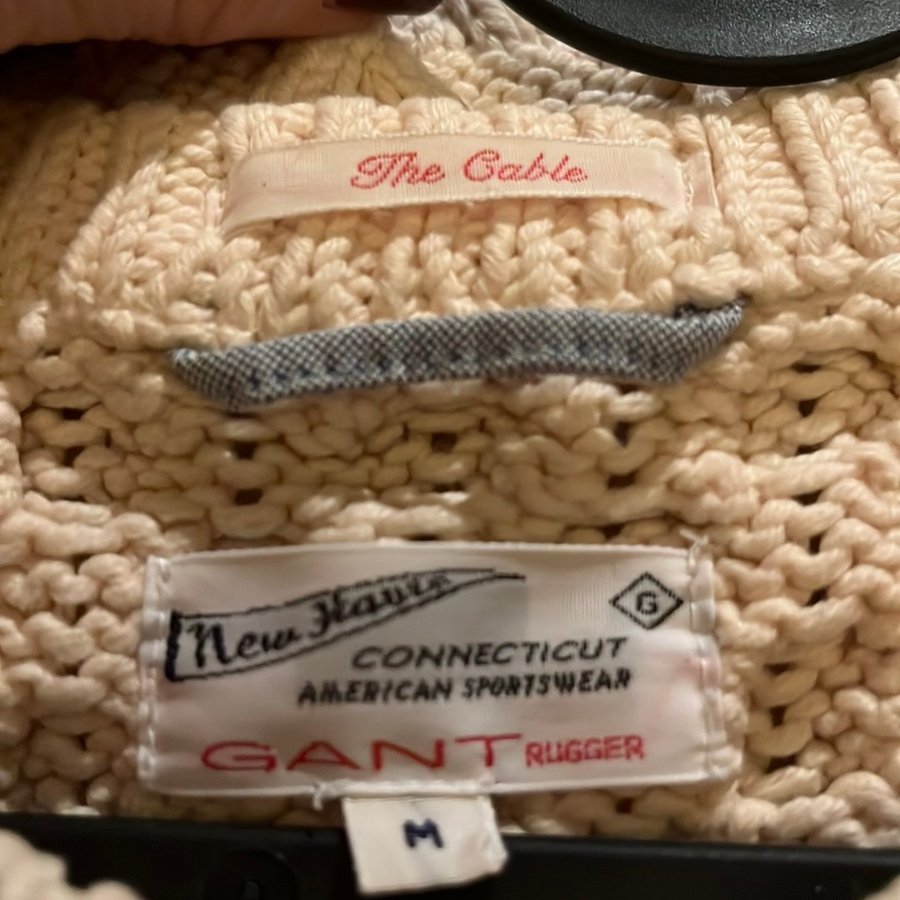 The Cable
New Haven
G
CONNECTICUT
AMERICAN SPORTSWEAR
GANT RUGGER
M